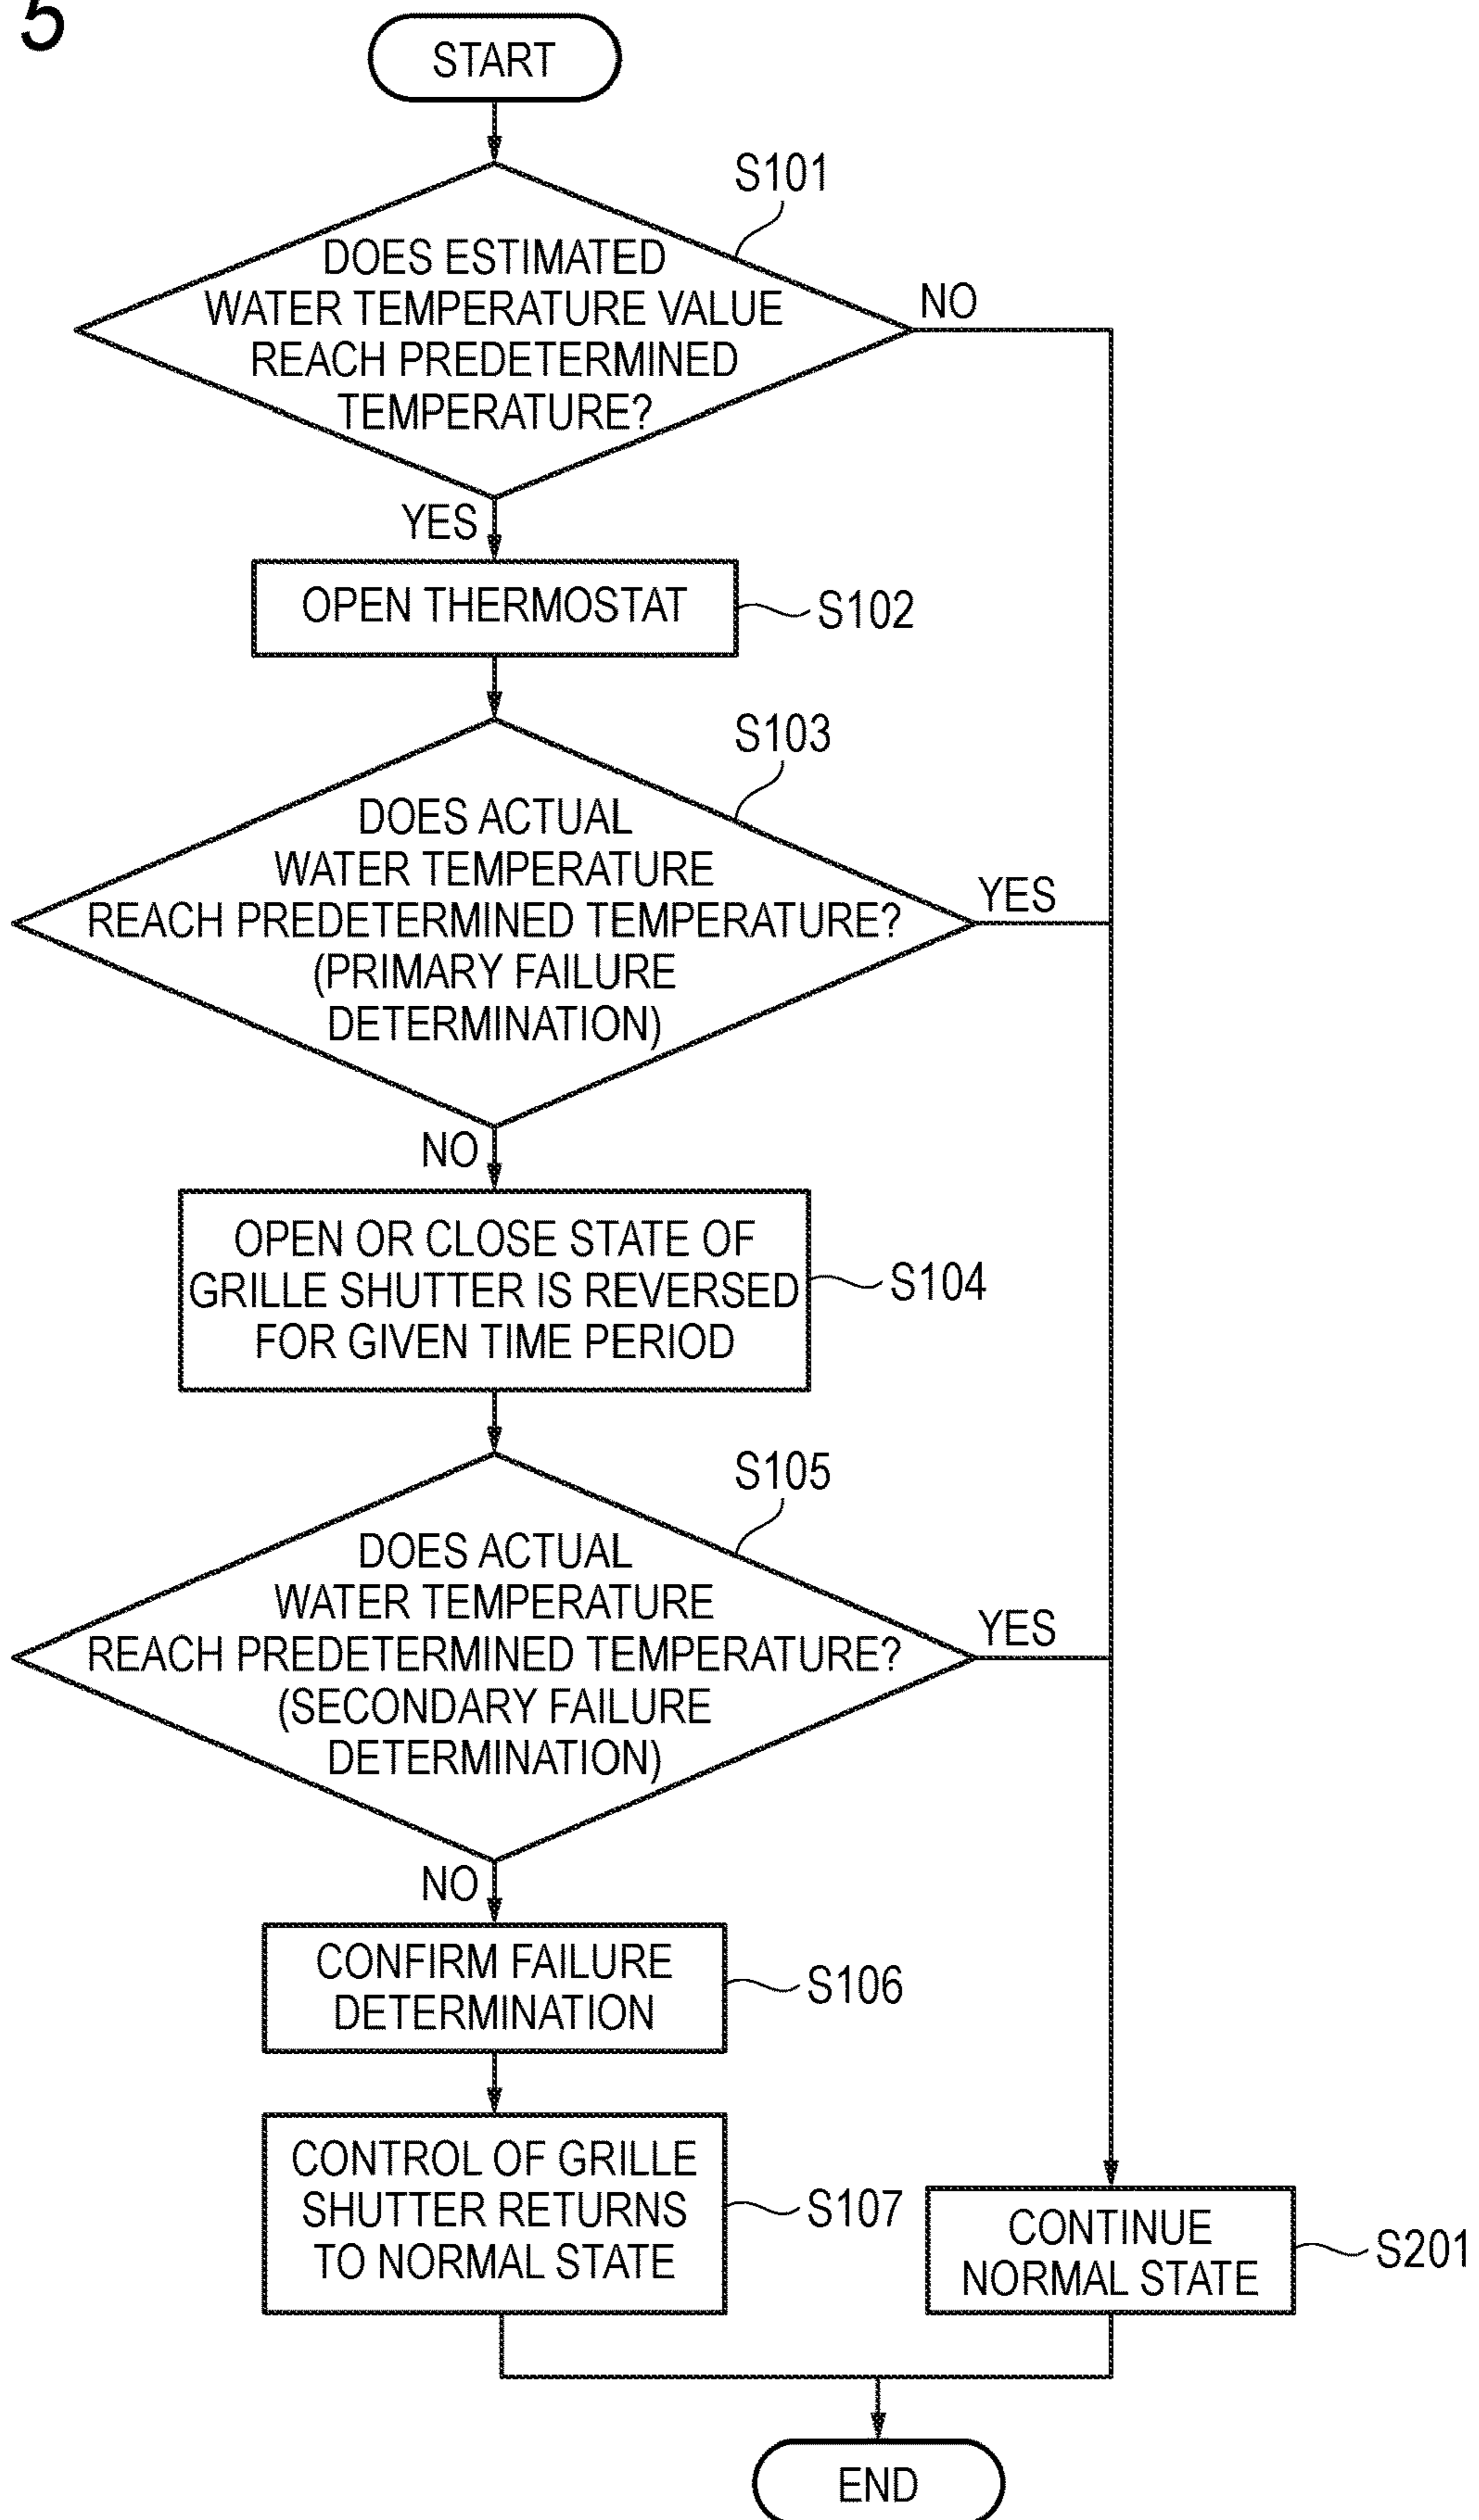 5
START
S101
DOES ESTIMATED
WATER TEMPERATURE VALUE
REACH PREDETERMINED
TEMPERATURE?
NO
YES
OPEN THERMOSTAT
S102
S103
DOES ACTUAL
WATER TEMPERATURE
REACH PREDETERMINED TEMPERATURE?
(PRIMARY FAILURE
DETERMINATION)
YES
NO
OPEN OR CLOSE STATE OF
GRILLE SHUTTER IS REVERSED
FOR GIVEN TIME PERIOD
S104
S105
DOES ACTUAL
WATER TEMPERATURE
REACH PREDETERMINED TEMPERATURE?
(SECONDARY FAILURE
DETERMINATION)
YES
NO
CONFIRM FAILURE
DETERMINATION
S106
CONTROL OF GRILLE
SHUTTER RETURNS
TO NORMAL STATE
S107
CONTINUE
NORMAL STATE
S201
END